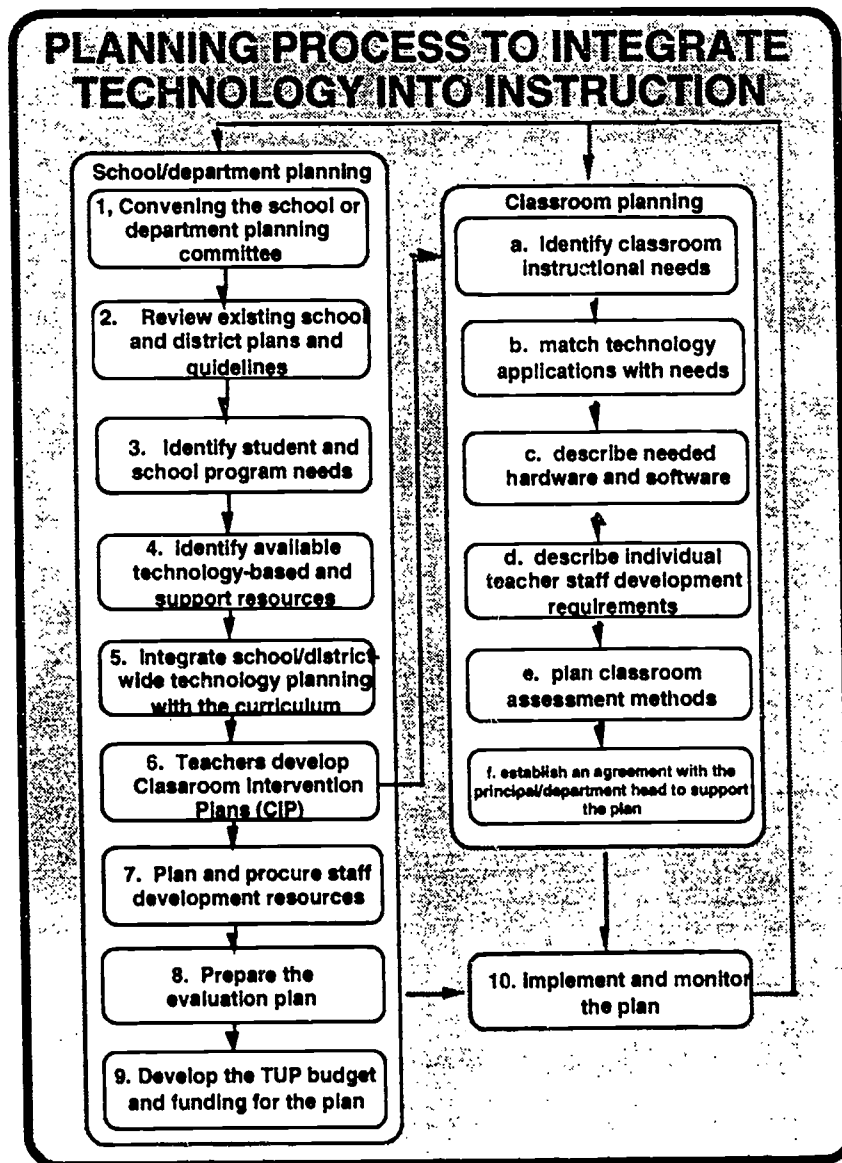 PLANNING PROCESS TO INTEGRATE
TECHNOLOGY INTO INSTRUCTION
School/department planning
1, Convening the school or
department planning
committee
2. Review existing school
and district plans and
guidelines
3. Identify student and
school program needs
4. Identify available
technology-based and
support resources
5. Integrate school/district-
wide technology planning
with the curriculum
6. Teachers develop
Classroom Intervention
Plans (CIP)
7. Plan and procure staff
development resources
8. Prepare the
evaluation plan
9. Develop the TUP budget
and funding for the plan
Classroom planning
a. Identify classroom
instructional needs
b. match technology
applications with needs
c. describe needed
hardware and software
d. describe individual
teacher staff development
requirements
e. plan classroom
assessment methods
f. establish an agreement with the
principal/department head to support
the plan
10. Implement and monitor
the plan